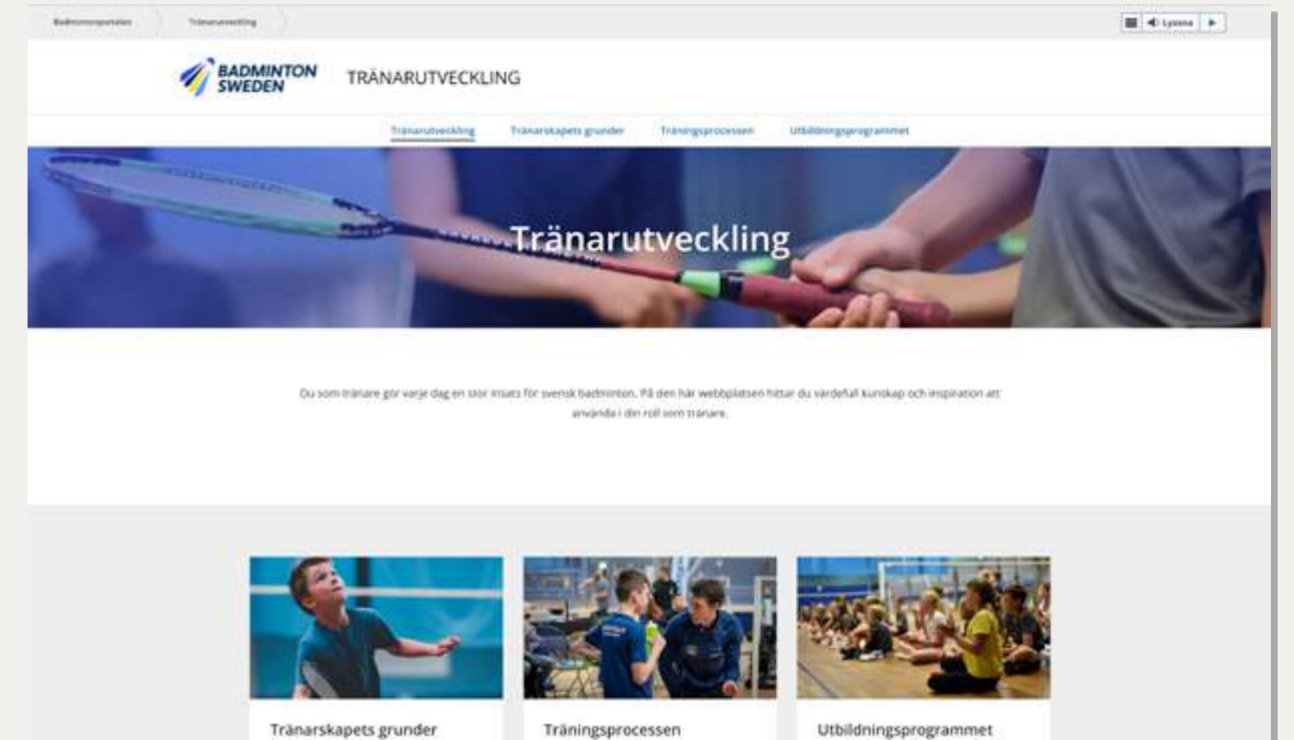 Badmintonportalen
Tränarutveckling
Lyssna
BADMINTON
SWEDEN
TRÄNARUTVECKLING
Tränarutveckling
Tränarskapets grunder
Träningsprocessen
Utbildningsprogrammet
Tränarutveckling
Du som tränare gör varje dag en stor insats för svensk badminton. På den här webbplatsen hittar du värdefull kunskap och inspiration att
använda i din roll som tränare.
Tränarskapets grunder
Träningsprocessen
Utbildningsprogrammet